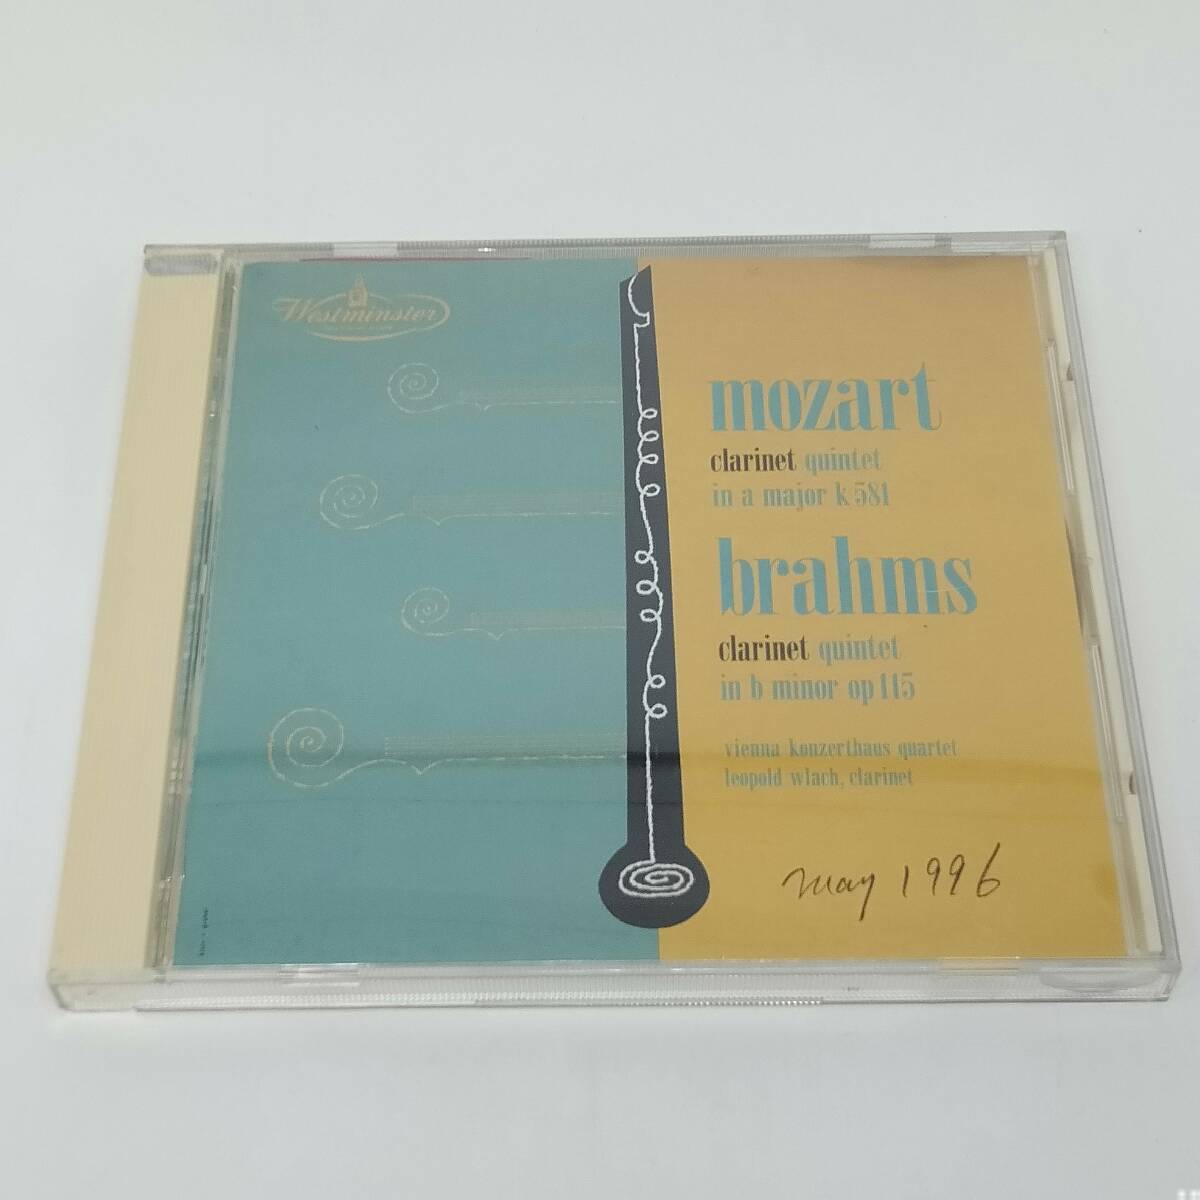 Westminster
mozart
clarinet quintet
in a major k 581
brahms
clarinet quintet
in b minor op 115
vienna konzerthaus quartet
leopold wlach, clarinet
may 1996